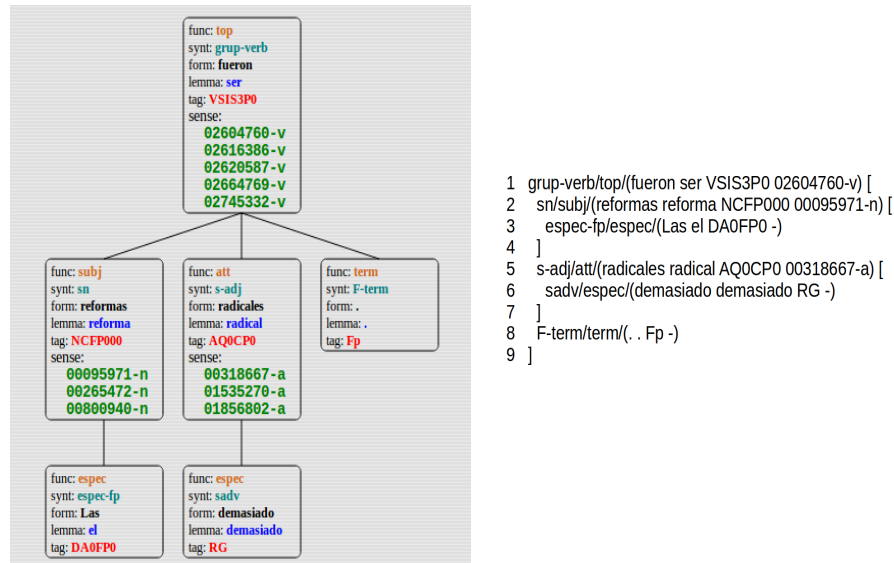 func: top
synt: grup-verb
form: fueron
lemma: ser
tag: VSIS3P0
sense:
02604760-v
02616386-v
02620587-v
02664769-v
02745332-v
func: subj
synt: sn
form: reformas
lemma: reforma
tag: NCFP000
sense:
00095971-n
00265472-n
00800940-n
func: att
synt: s-adj
form: radicales
lemma: radical
tag: AQ0CP0
sense:
00318667-a
01535270-a
01856802-a
func: term
synt: F-term
form: .
lemma: .
tag: Fp
func: espec
synt: espec-fp
form: Las
lemma: el
tag: DA0FP0
func: espec
synt: sadv
form: demasiado
lemma: demasiado
tag: RG
1 grup-verb/top/(fueron ser VSIS3P0 02604760-v) [
2 sn/subj/(reformas reforma NCFP000 00095971-n) [
3 espec-fp/espec/(Las el DA0FP0 -)
4 ]
5 s-adj/att/(radicales radical AQ0CP0 00318667-a) [
6 sadv/espec/(demasiado demasiado RG -)
7 ]
8 F-term/term/(. . Fp -)
9 ]